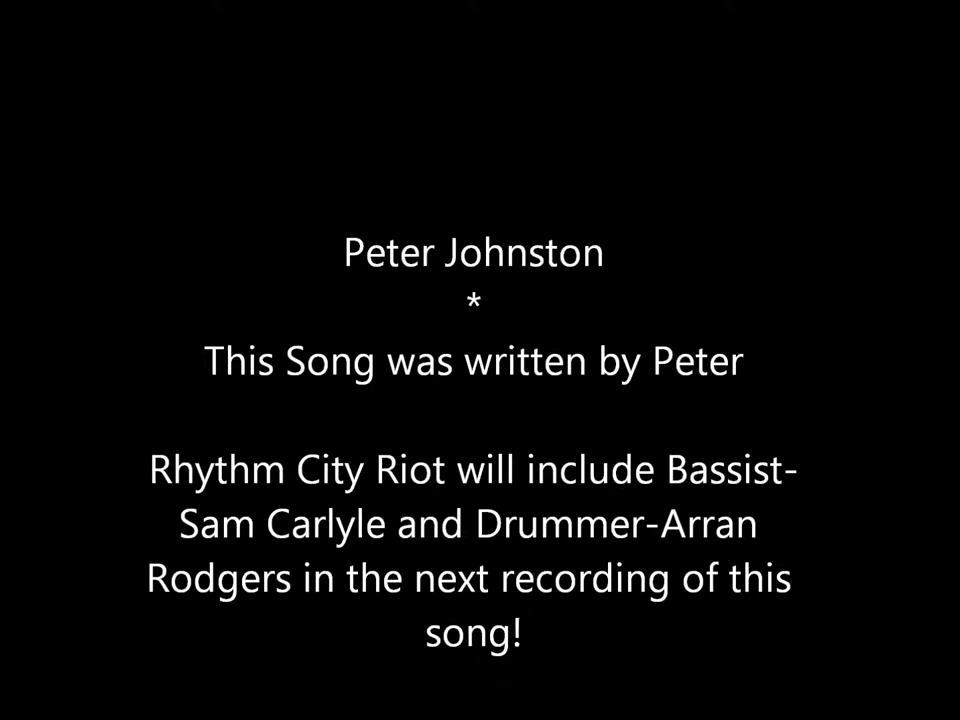 Peter Johnston
*
This Song was written by Peter
Rhythm City Riot will include Bassist-
Sam Carlyle and Drummer-Arran
Rodgers in the next recording of this
song!